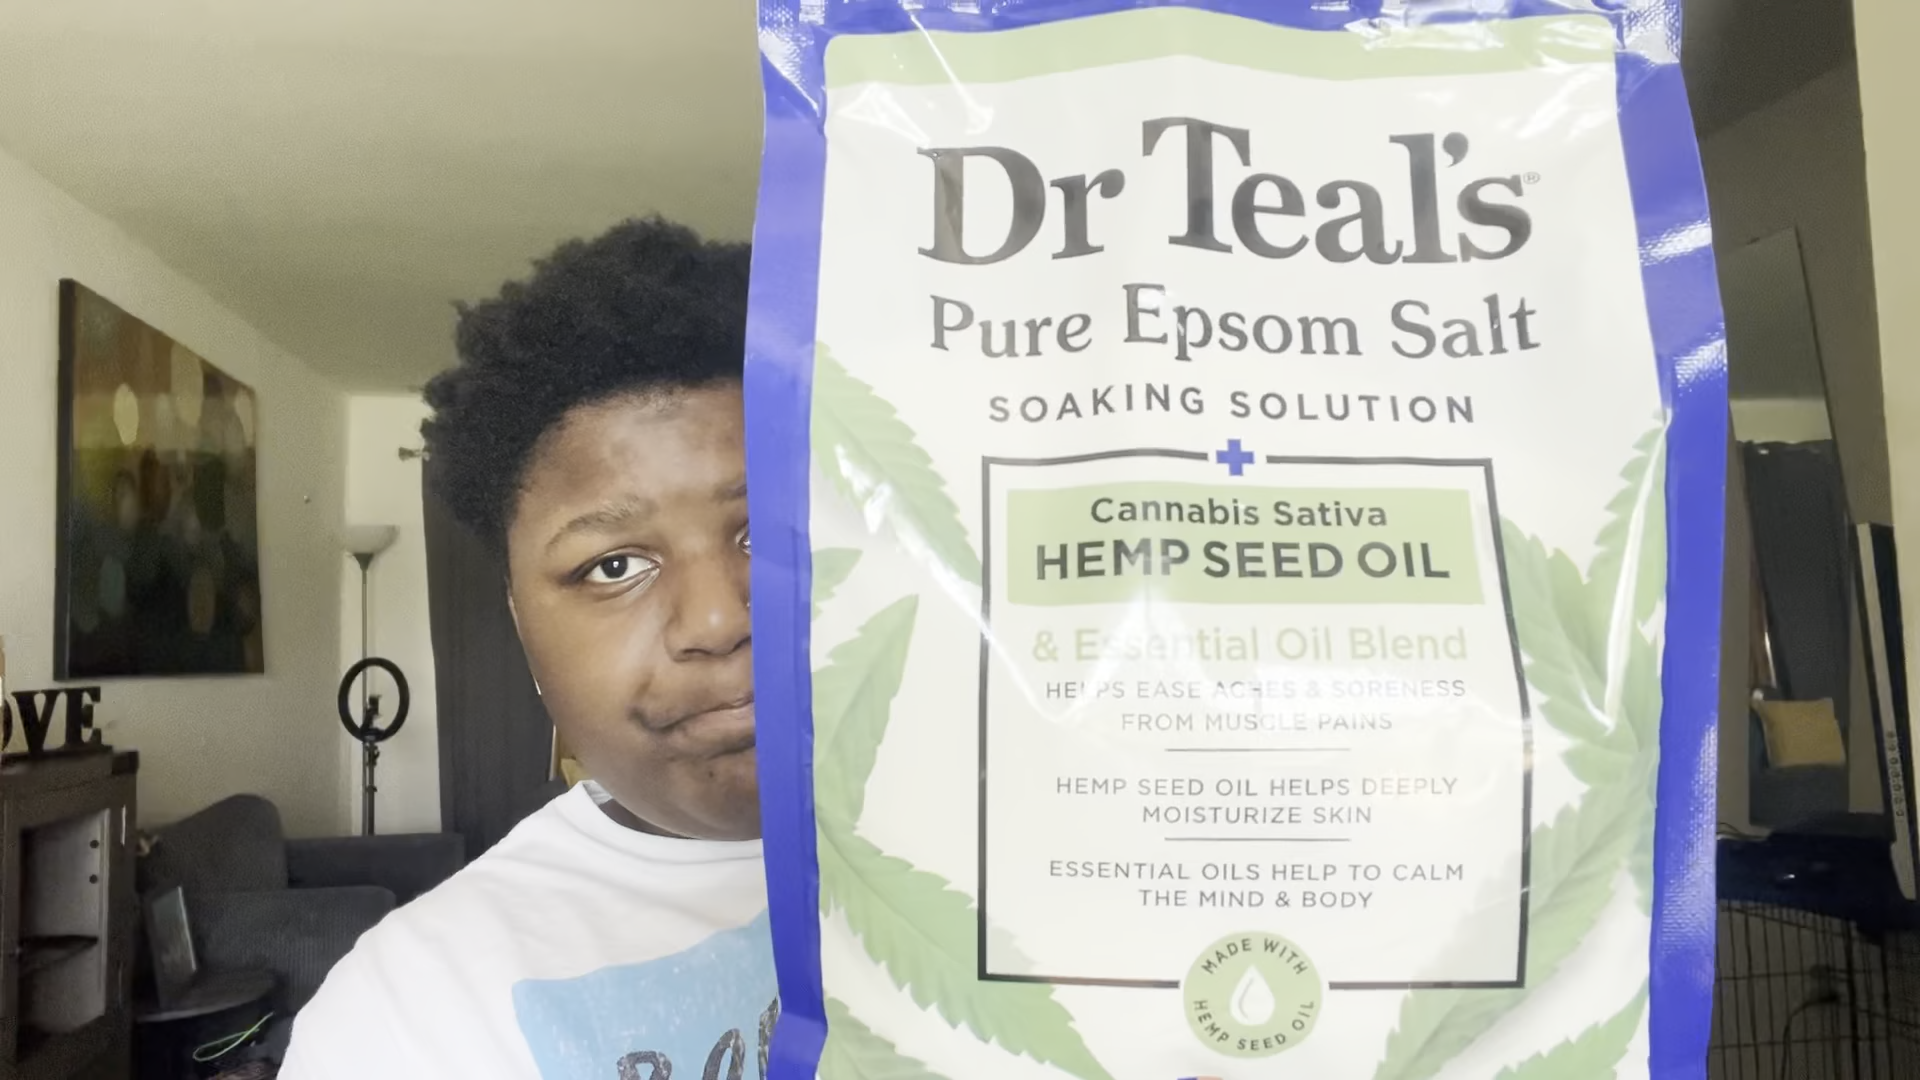 Dr Teal's®
Pure Epsom Salt
SOAKING SOLUTION
Cannabis Sativa
HEMP SEED OIL
& Essential Oil Blend
HELPS EASE ACHES & SORENESS
FROM MUSCLE PAINS
HEMP SEED OIL HELPS DEEPLY
MOISTURIZE SKIN
ESSENTIAL OILS HELP TO CALM
THE MIND & BODY
MADE WITH
HEMP SEED OIL
OVE